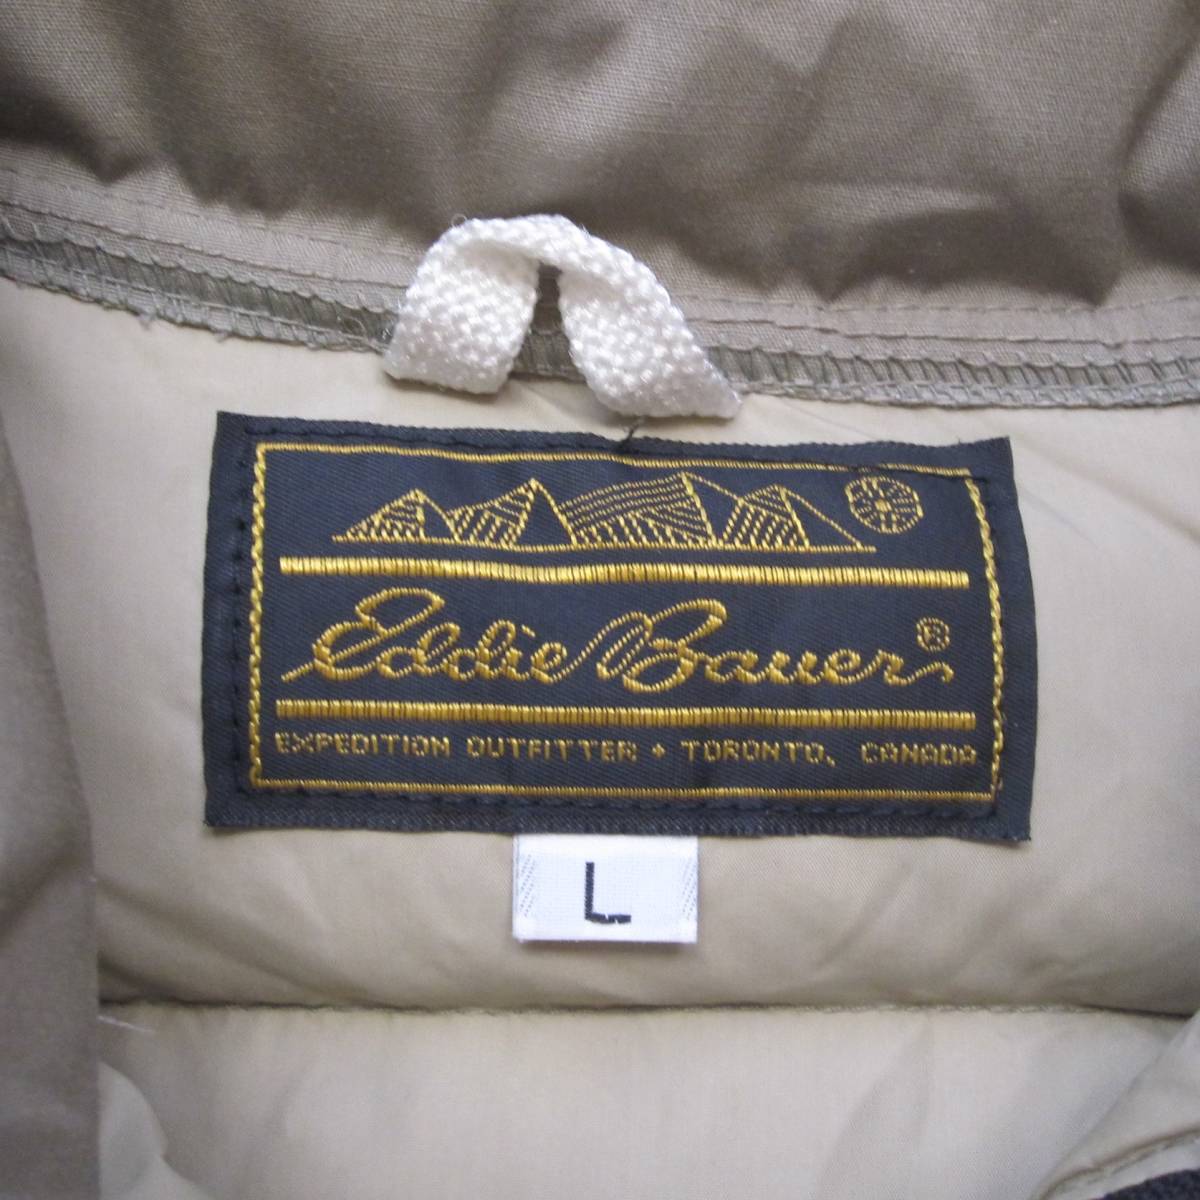 Eddie Bauer ®
EXPEDITION OUTFITTER + TORONTO, CANADA
L